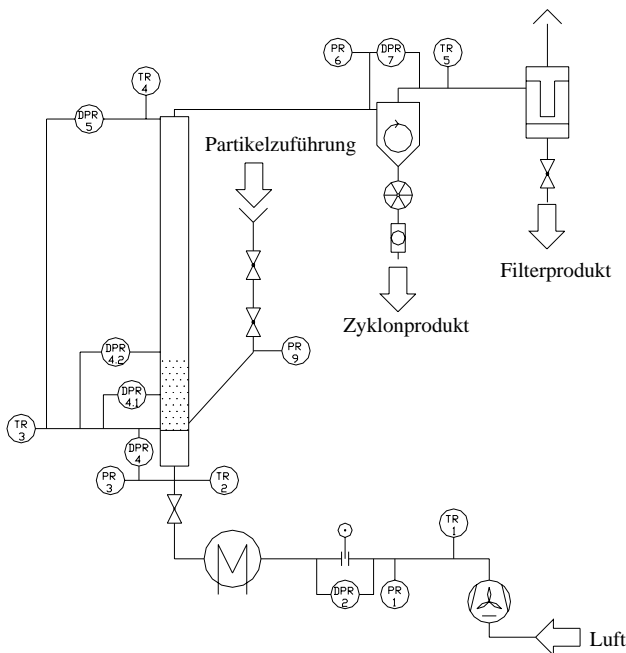 PR
6
DPR
7
TR
5
TR
4
DPR
5
Partikelzuführung
Filterprodukt
Zyklonprodukt
DPR
4.2
PR
9
DPR
4.1
TR
3
DPR
4
PR
3
TR
2
TR
1
DPR
2
PR
1
Luft